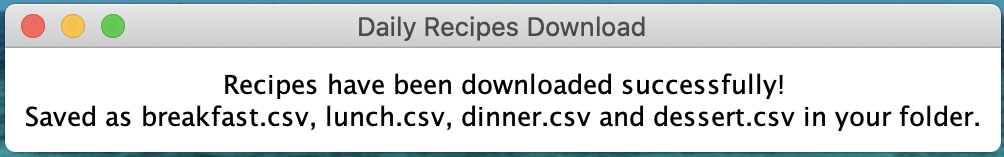 Daily Recipes Download
Recipes have been downloaded successfully!
Saved as breakfast.csv, lunch.csv, dinner.csv and dessert.csv in your folder.